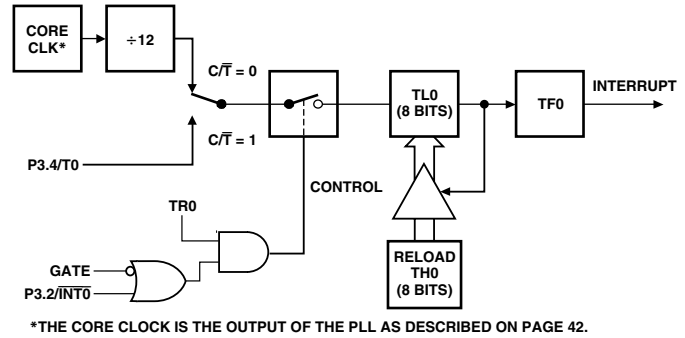 CORE
CLK*
÷12
C/T̅ = 0
TL0
(8 BITS)
TF0
INTERRUPT
C/T̅ = 1
P3.4/T0
CONTROL
TR0
GATE
P3.2/I̅N̅T̅0̅
RELOAD
TH0
(8 BITS)
*THE CORE CLOCK IS THE OUTPUT OF THE PLL AS DESCRIBED ON PAGE 42.